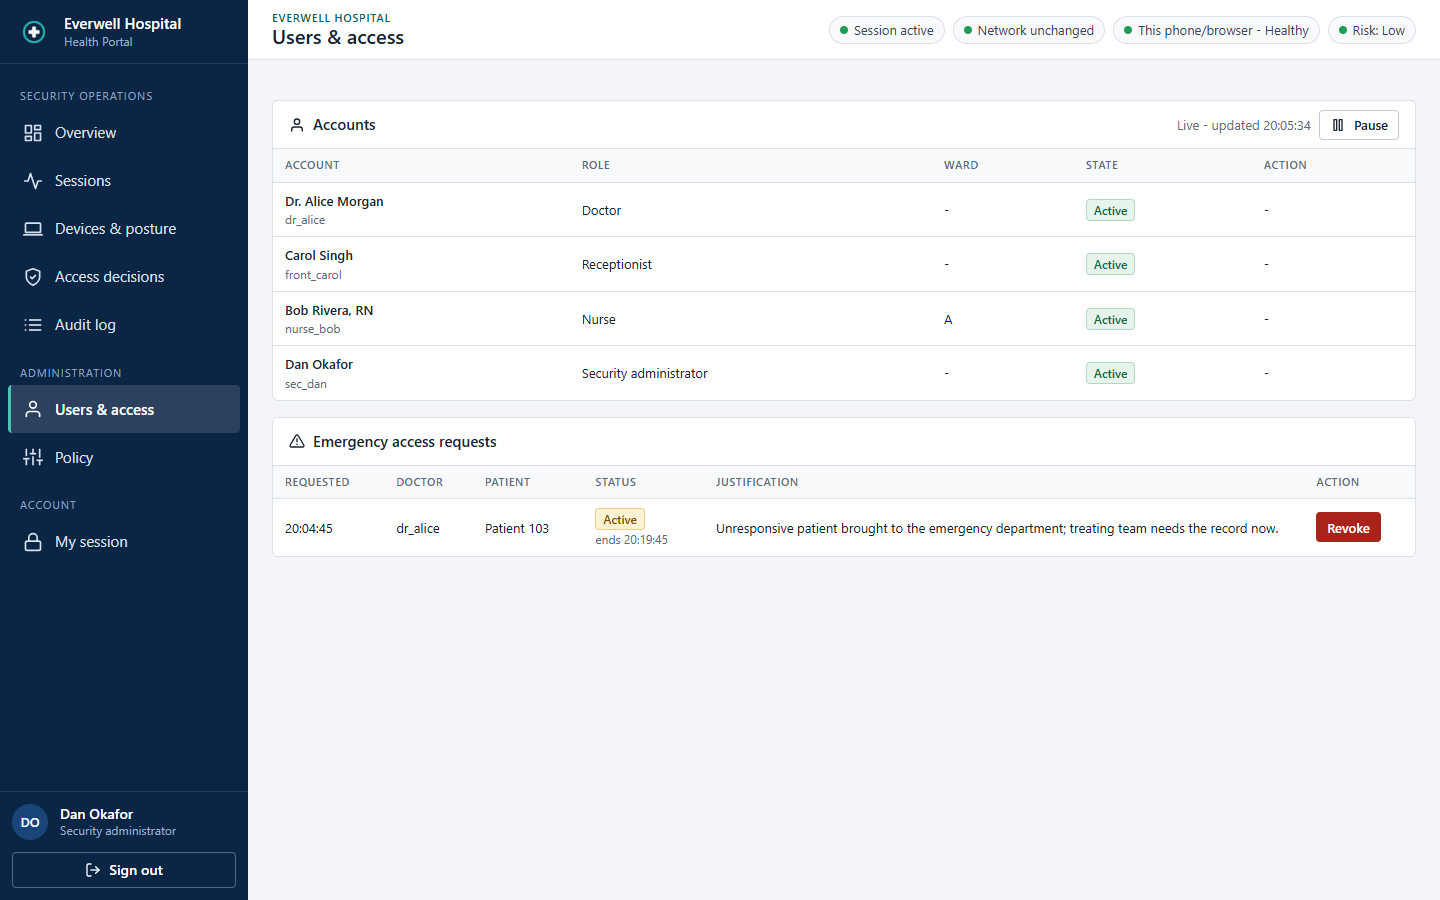 Everwell Hospital
Health Portal
SECURITY OPERATIONS
Overview
Sessions
Devices & posture
Access decisions
Audit log
ADMINISTRATION
Users & access
Policy
ACCOUNT
My session
DO
Dan Okafor
Security administrator
Sign out
EVERWELL HOSPITAL
Users & access
Session active
Network unchanged
This phone/browser - Healthy
Risk: Low
Accounts
Live - updated 20:05:34
Pause
ACCOUNT ROLE WARD STATE ACTION
Dr. Alice Morgan
dr_alice
Doctor - Active -
Carol Singh
front_carol
Receptionist - Active -
Bob Rivera, RN
nurse_bob
Nurse A Active -
Dan Okafor
sec_dan
Security administrator - Active -
Emergency access requests
REQUESTED DOCTOR PATIENT STATUS JUSTIFICATION ACTION
20:04:45 dr_alice Patient 103 Active
ends 20:19:45
Unresponsive patient brought to the emergency department; treating team needs the record now.
Revoke